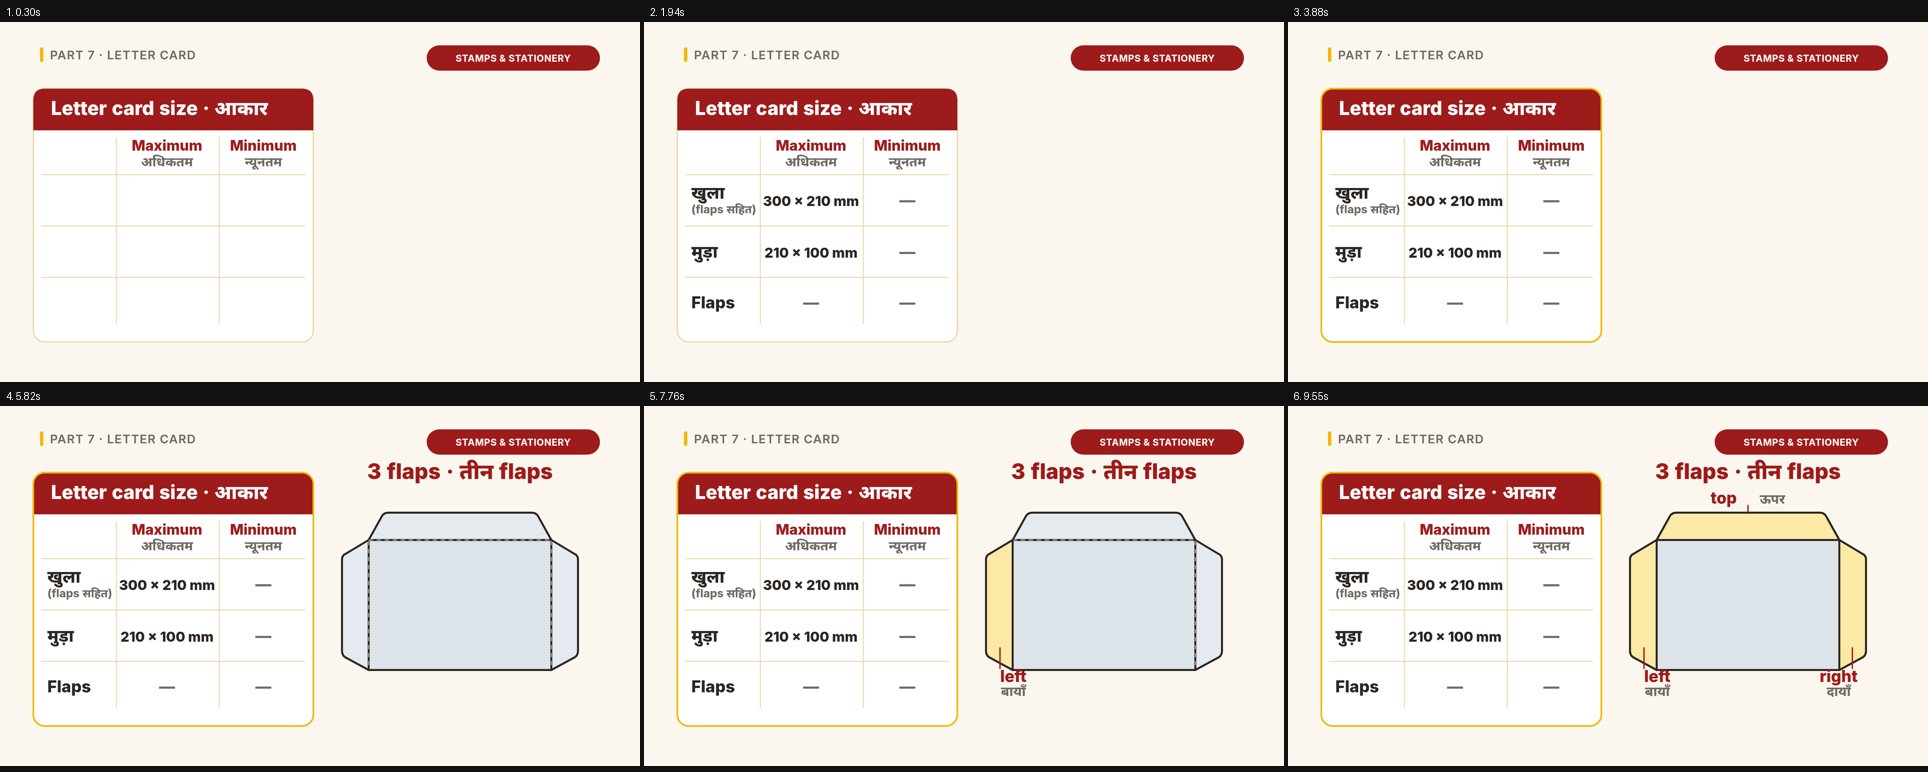 1. 0.30s
PART 7 · LETTER CARD
STAMPS & STATIONERY
Letter card size · आकार
Maximum Minimum
अधिकतम न्यूनतम
2. 1.94s
PART 7 · LETTER CARD
STAMPS & STATIONERY
Letter card size · आकार
Maximum Minimum
अधिकतम न्यूनतम
खुला 300 × 210 mm —
(flaps सहित)
मुड़ा 210 × 100 mm —
Flaps — —
3. 3.88s
PART 7 · LETTER CARD
STAMPS & STATIONERY
Letter card size · आकार
Maximum Minimum
अधिकतम न्यूनतम
खुला 300 × 210 mm —
(flaps सहित)
मुड़ा 210 × 100 mm —
Flaps — —
4. 5.82s
PART 7 · LETTER CARD
STAMPS & STATIONERY
3 flaps · तीन flaps
Letter card size · आकार
Maximum Minimum
अधिकतम न्यूनतम
खुला 300 × 210 mm —
(flaps सहित)
मुड़ा 210 × 100 mm —
Flaps — —
5. 7.76s
PART 7 · LETTER CARD
STAMPS & STATIONERY
3 flaps · तीन flaps
Letter card size · आकार
Maximum Minimum
अधिकतम न्यूनतम
खुला 300 × 210 mm —
(flaps सहित)
मुड़ा 210 × 100 mm —
Flaps — —
left
बायाँ
6. 9.55s
PART 7 · LETTER CARD
STAMPS & STATIONERY
3 flaps · तीन flaps
top ऊपर
Letter card size · आकार
Maximum Minimum
अधिकतम न्यूनतम
खुला 300 × 210 mm —
(flaps सहित)
मुड़ा 210 × 100 mm —
Flaps — —
left right
बायाँ दायाँ